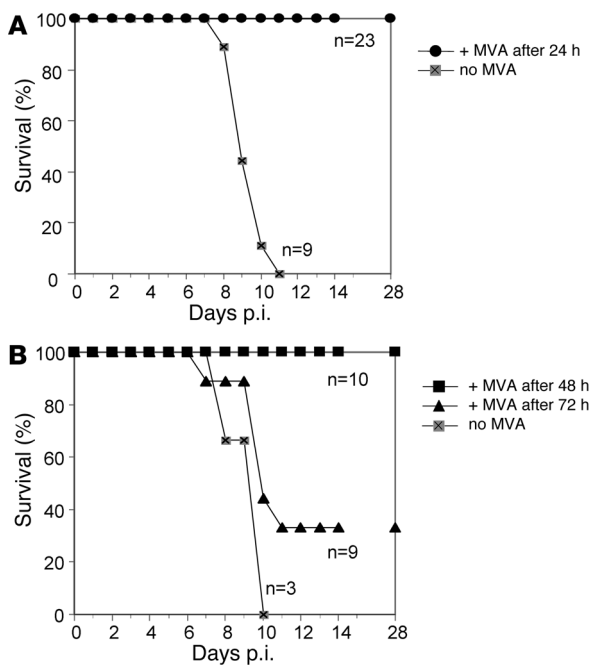 A
100
80
60
40
20
0
Survival (%)
n=23
n=9
0 2 4 6 8 10 12 14 28
Days p.i.
+ MVA after 24 h
no MVA
B
100
80
60
40
20
0
Survival (%)
n=10
n=9
n=3
0 2 4 6 8 10 12 14 28
Days p.i.
+ MVA after 48 h
+ MVA after 72 h
no MVA